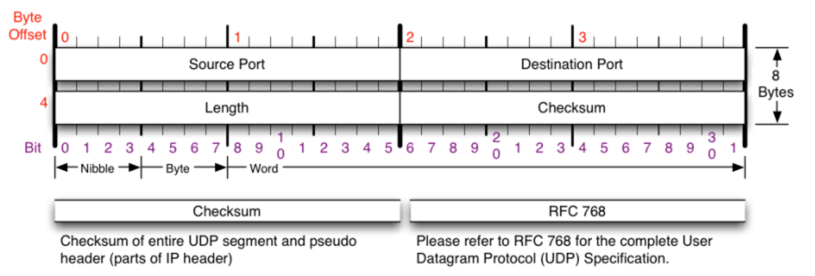 Byte
Offset 0 1 2 3
0 Source Port Destination Port
8
Bytes
4 Length Checksum
Bit 0 1 2 3 4 5 6 7 8 9 1 0 1 2 3 4 5 6 7 8 9 2 0 1 2 3 4 5 6 7 8 9 3 0 1
Nibble Byte Word
Checksum RFC 768
Checksum of entire UDP segment and pseudo
header (parts of IP header)
Please refer to RFC 768 for the complete User
Datagram Protocol (UDP) Specification.